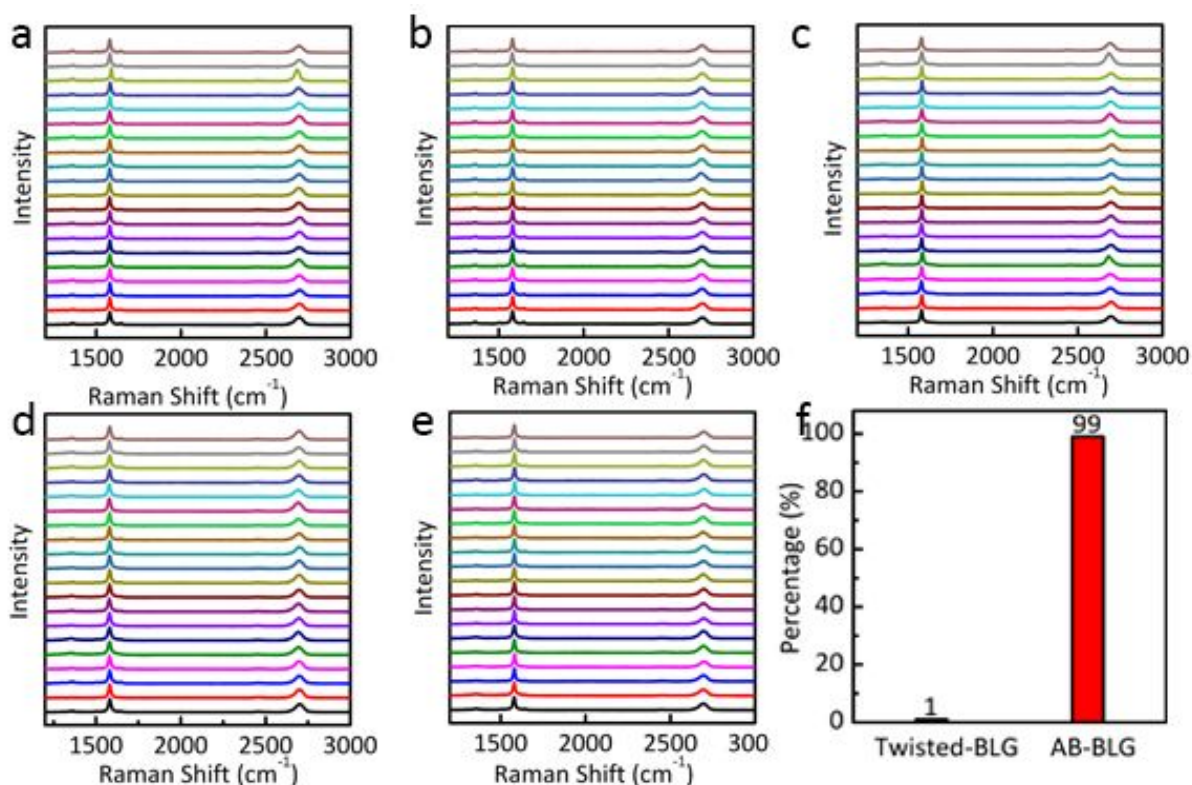 a
Intensity
1500 2000 2500 3000
Raman Shift (cm⁻¹)
b
Intensity
1500 2000 2500 3000
Raman Shift (cm⁻¹)
c
Intensity
1500 2000 2500 3000
Raman Shift (cm⁻¹)
d
Intensity
1500 2000 2500 3000
Raman Shift (cm⁻¹)
e
Intensity
1500 2000 2500 300
Raman Shift (cm⁻¹)
f
Percentage (%)
100
80
60
40
20
0
99
1
Twisted-BLG AB-BLG